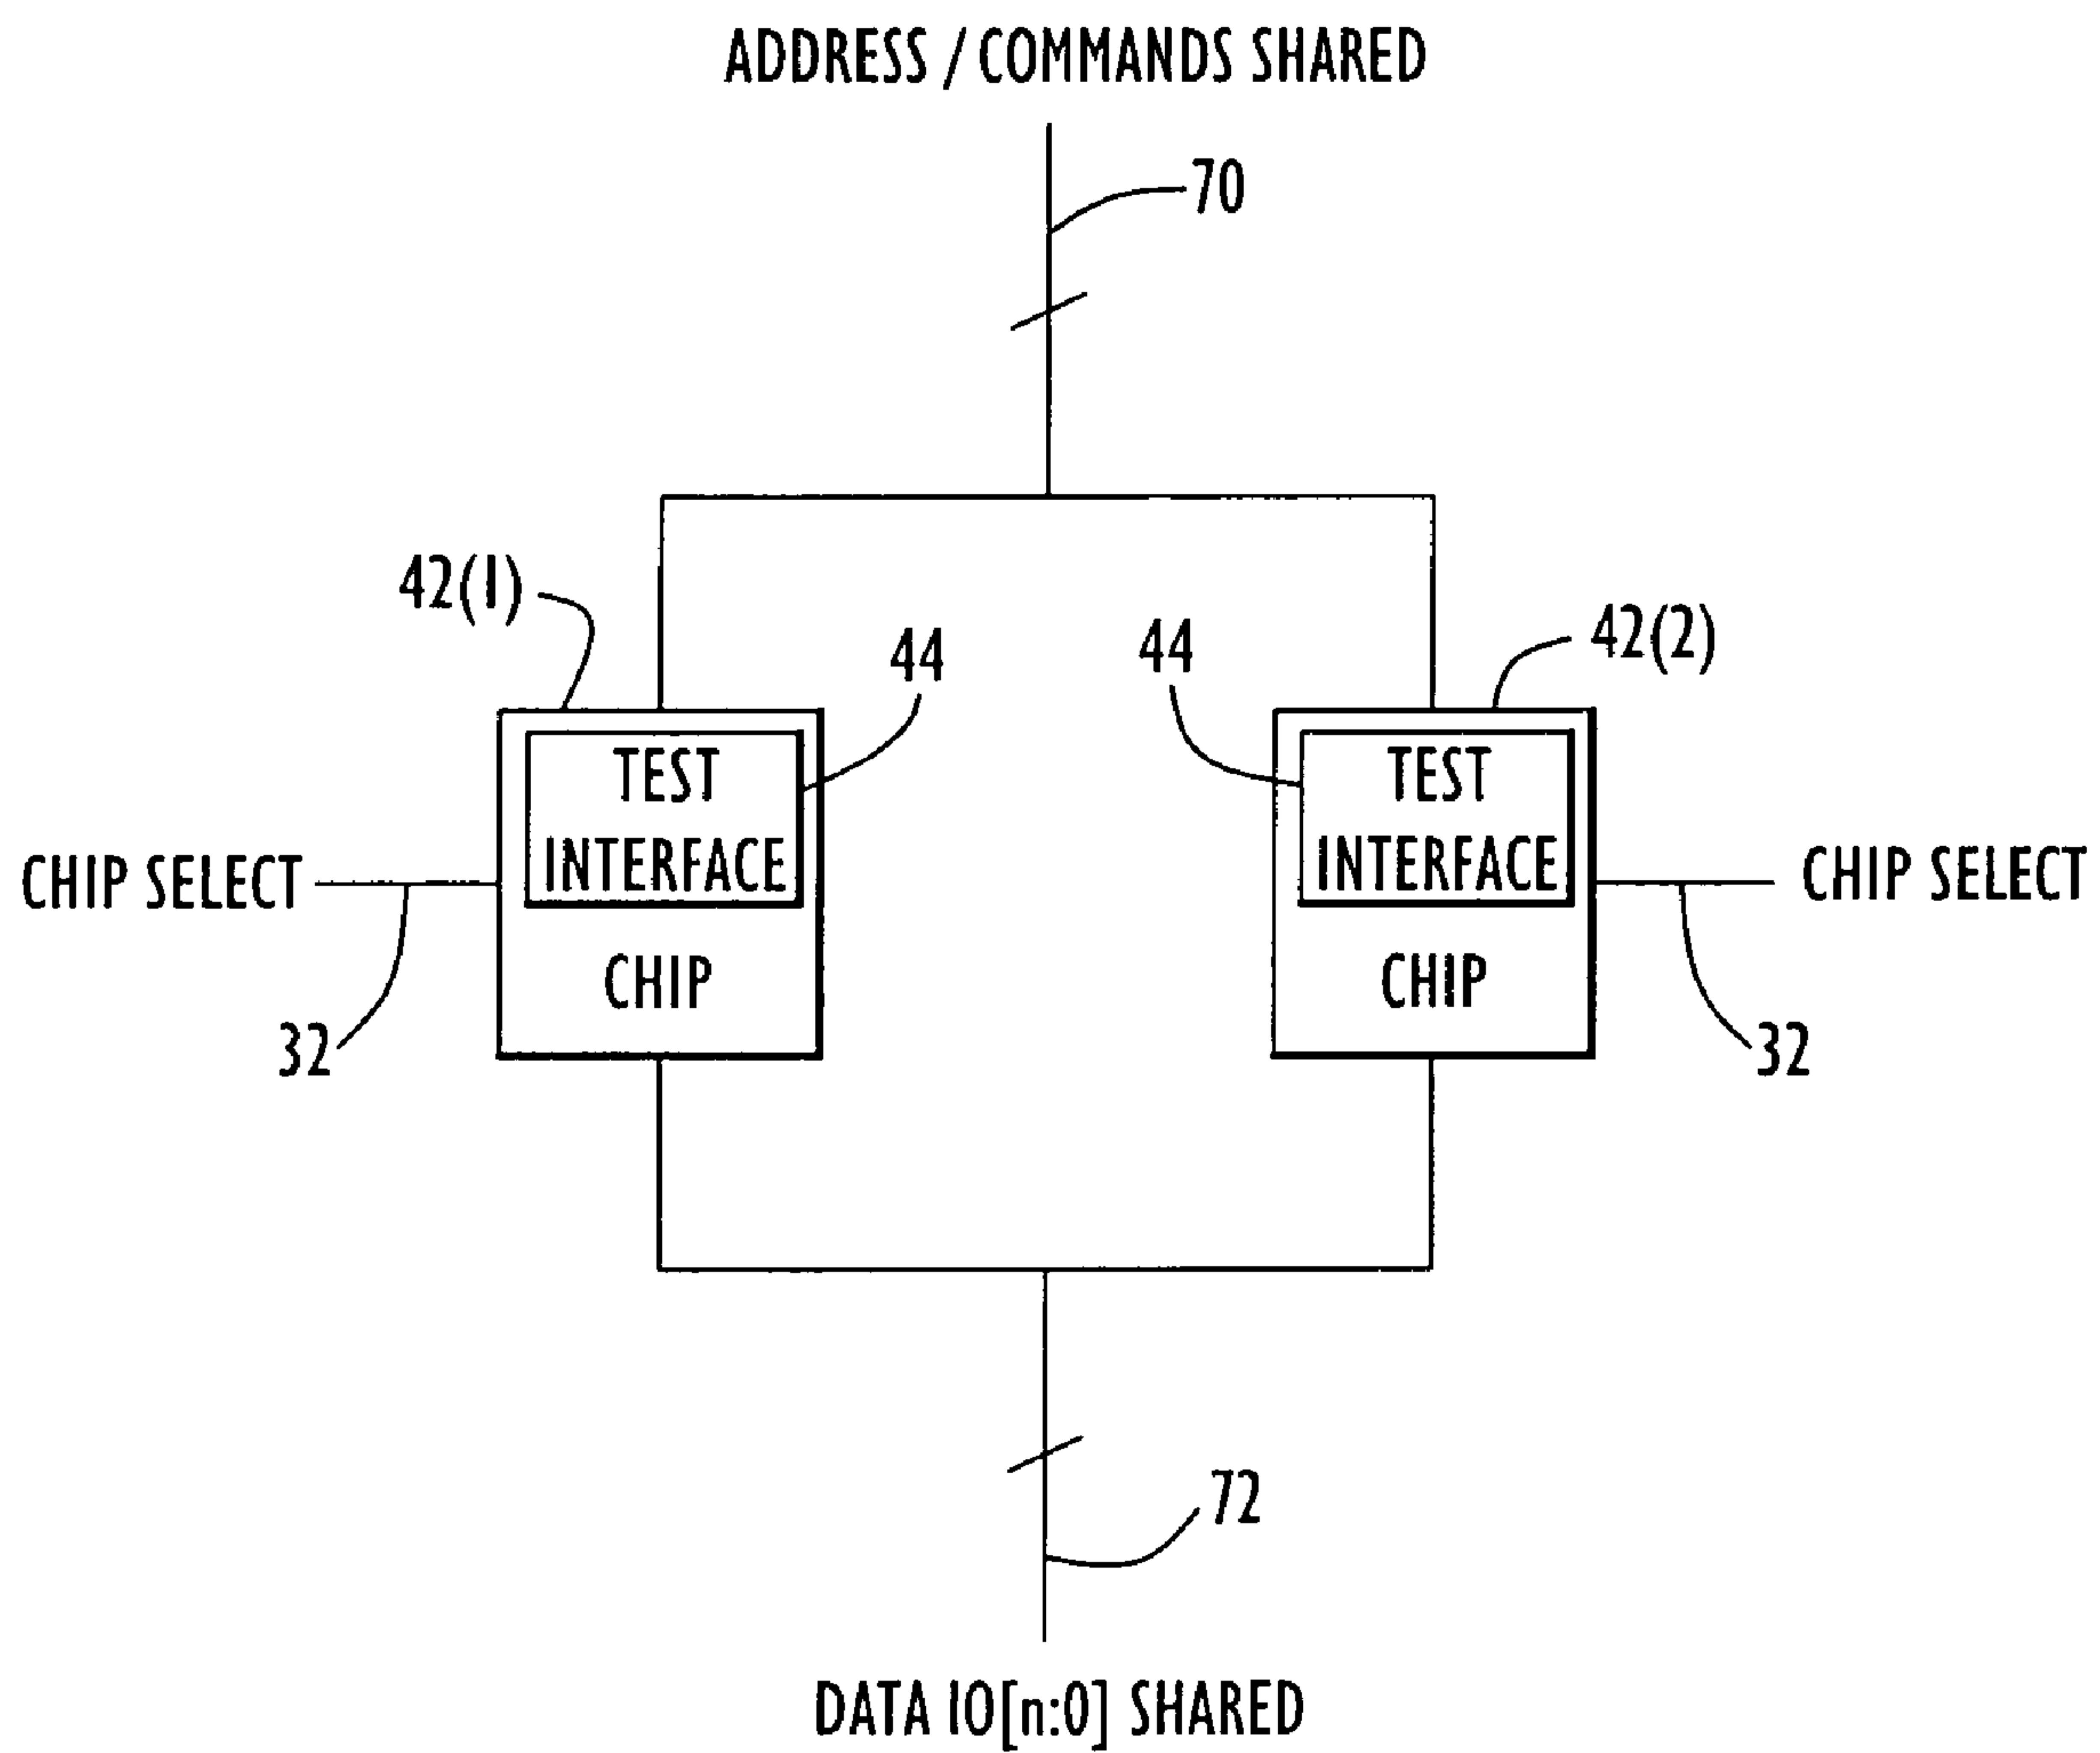 ADDRESS / COMMANDS SHARED
70
42(1)
44
44
42(2)
TEST
INTERFACE
CHIP
TEST
INTERFACE
CHIP
CHIP SELECT
CHIP SELECT
32
32
72
DATA IO[n:0] SHARED